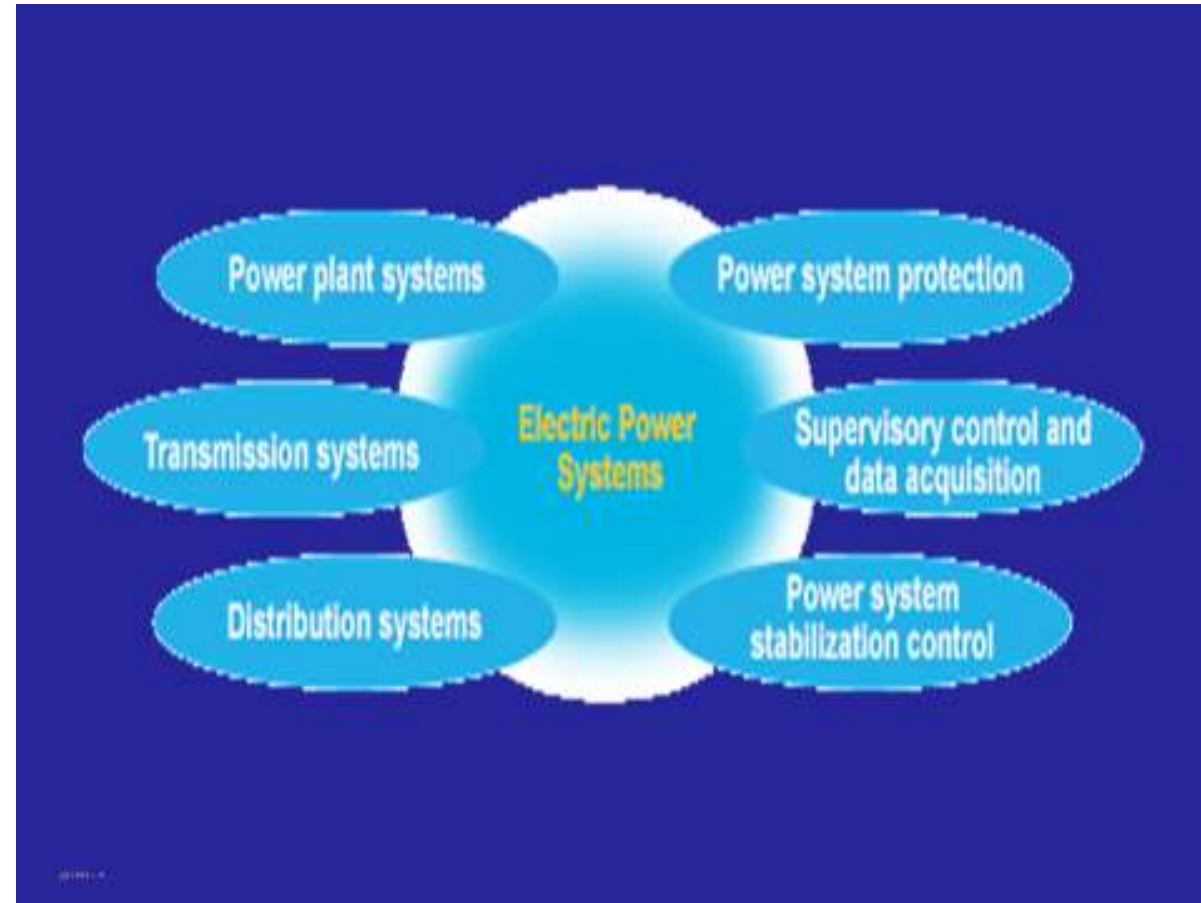 Power plant systems
Power system protection
Transmission systems
Electric Power
Systems
Supervisory control and
data acquisition
Distribution systems
Power system
stabilization control